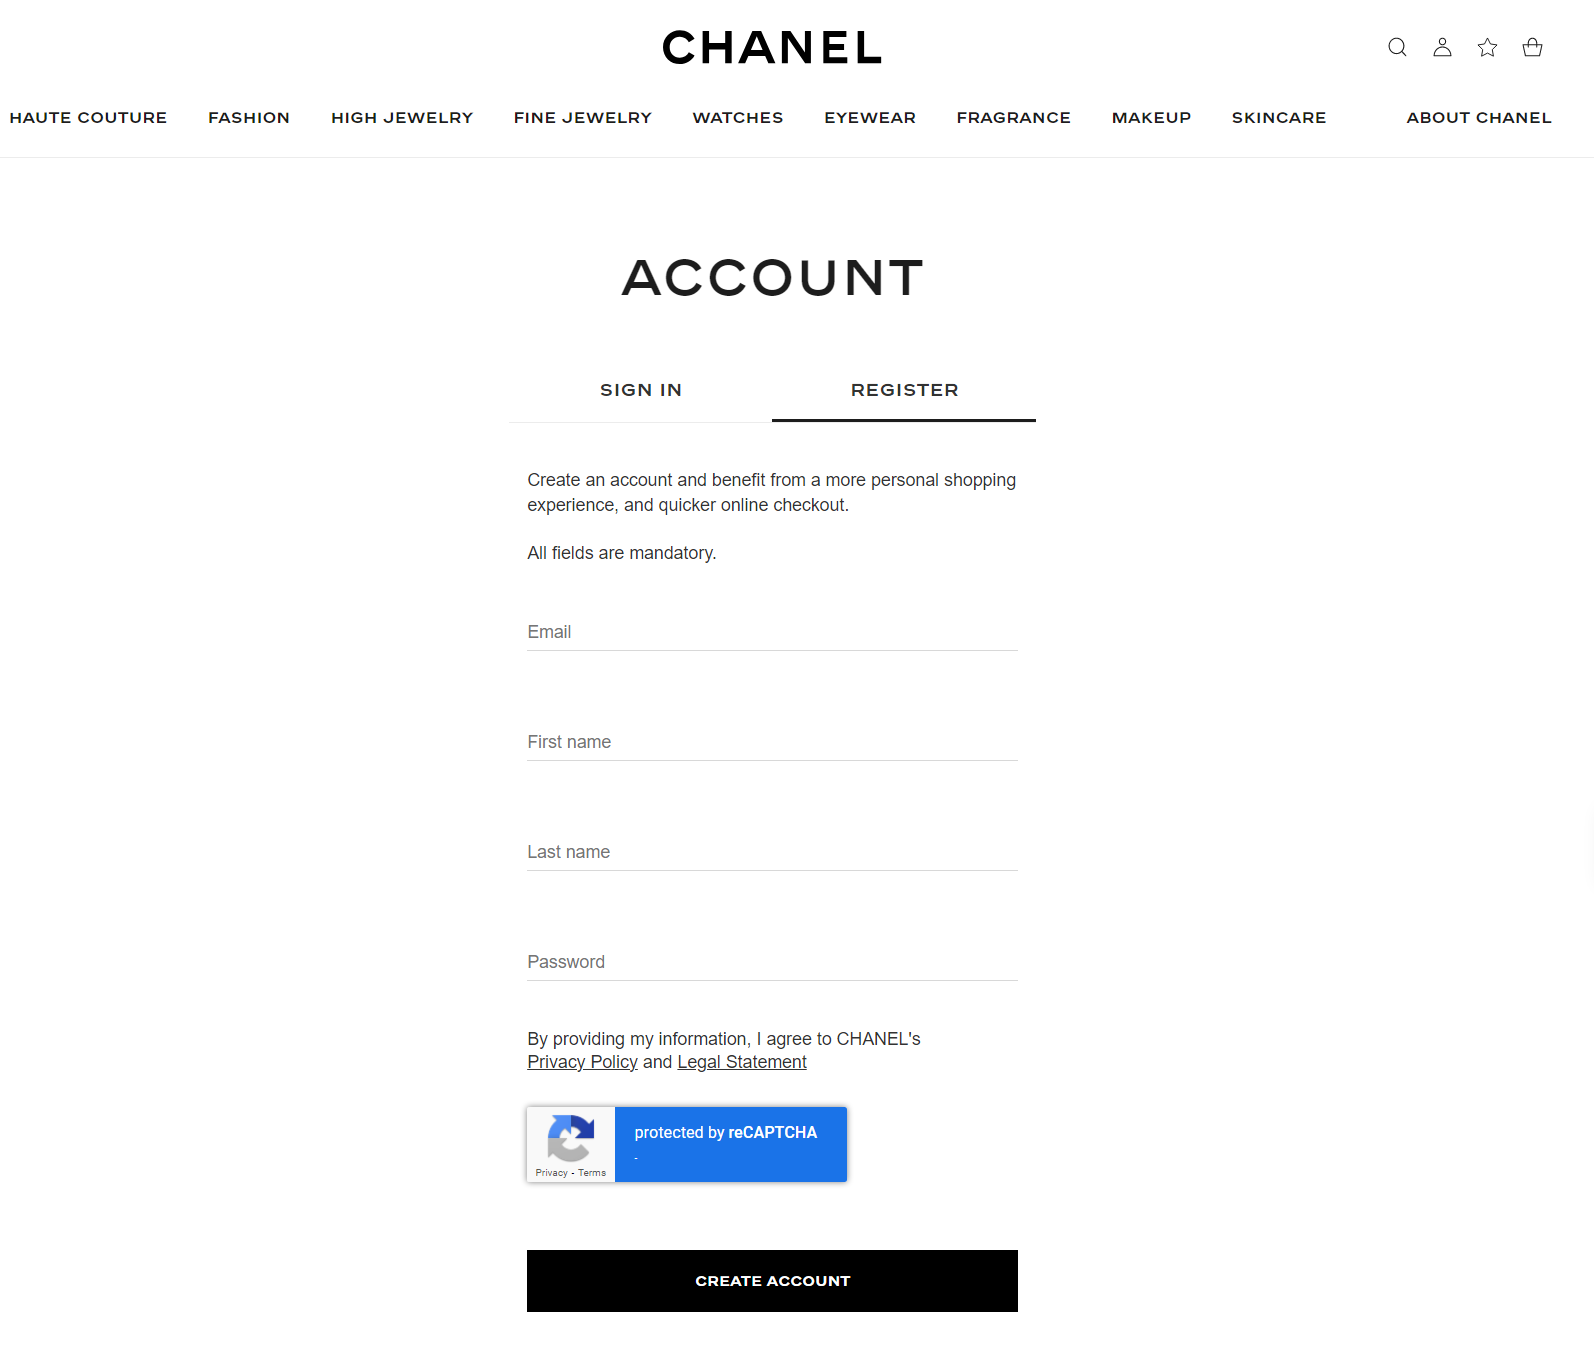 CHANEL
HAUTE COUTURE FASHION HIGH JEWELRY FINE JEWELRY WATCHES EYEWEAR FRAGRANCE MAKEUP SKINCARE ABOUT CHANEL
ACCOUNT
SIGN IN REGISTER
Create an account and benefit from a more personal shopping
experience, and quicker online checkout.
All fields are mandatory.
Email
First name
Last name
Password
By providing my information, I agree to CHANEL's
Privacy Policy and Legal Statement
protected by reCAPTCHA
-
Privacy - Terms
CREATE ACCOUNT